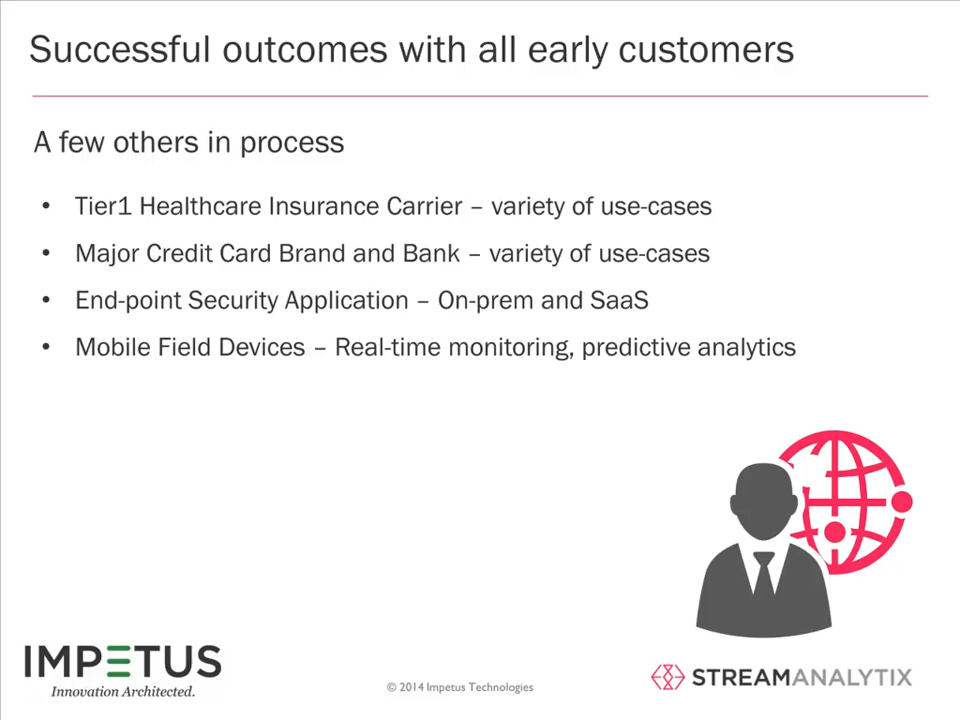 Successful outcomes with all early customers
A few others in process
• Tier1 Healthcare Insurance Carrier – variety of use-cases
• Major Credit Card Brand and Bank – variety of use-cases
• End-point Security Application – On-prem and SaaS
• Mobile Field Devices – Real-time monitoring, predictive analytics
IMPETUS
Innovation Architected.
© 2014 Impetus Technologies
STREAMANALYTIX